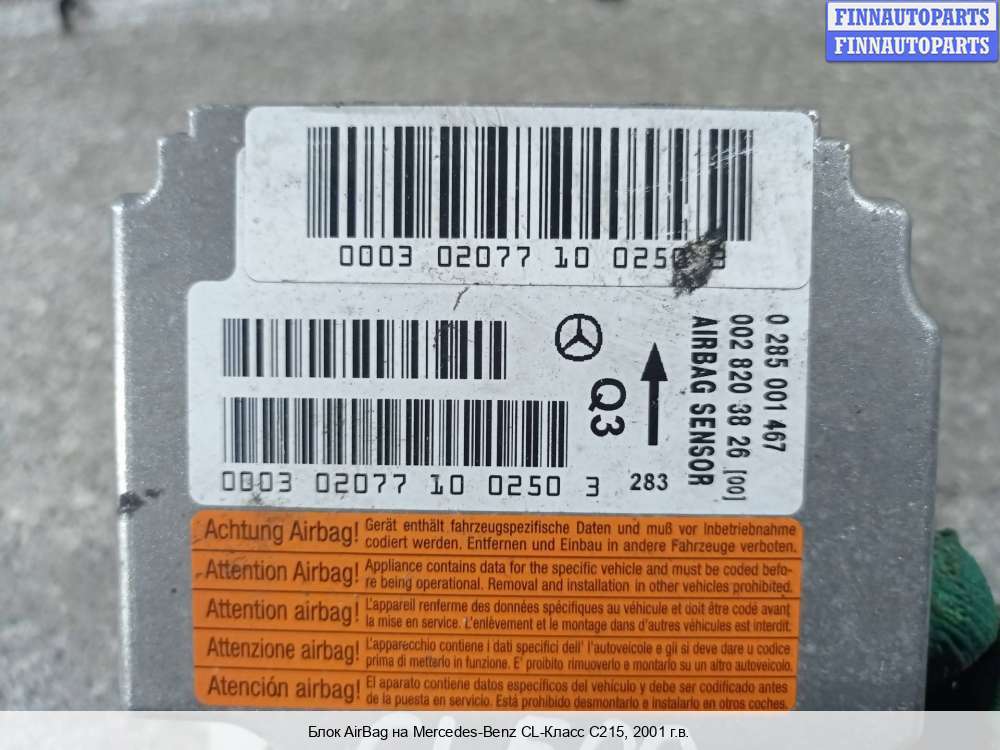 FINNAUTOPARTS
FINNAUTOPARTS
0003 02077 10 0250 3
0 285 001 467
002 820 38 26 [00]
AIRBAG SENSOR
Q3
0003 02077 10 0250 3
283
Achtung Airbag! Gerät enthält fahrzeugspezifische Daten und muß vor Inbetriebnahme
codiert werden. Entfernen und Einbau in andere Fahrzeuge verboten.
Attention Airbag! Appliance contains data for the specific vehicle and must be coded befo-
re being operational. Removal and installation in other vehicles prohibited.
Attention airbag! L'appareil renferme des données spécifiques au véhicule et doit être codé avant
la mise en service. L'enlèvement et le montage dans d'autres véhicules est interdit.
Attenzione airbag! L'apparecchio contiene i dati specifici dell' l'autoveicolo e gli si deve dare u codice
prima di metterlo in funzione. E' proibito rimuoverlo e montarlo su un altro autoveicolo.
Atención airbag! El aparato contiene datos específicos del vehículo y debe ser codificado antes
de la puesta en servicio. Está prohibido desmontarlo e instalarlo en otros coches.
Блок AirBag на Mercedes-Benz CL-Класс C215, 2001 г.в.